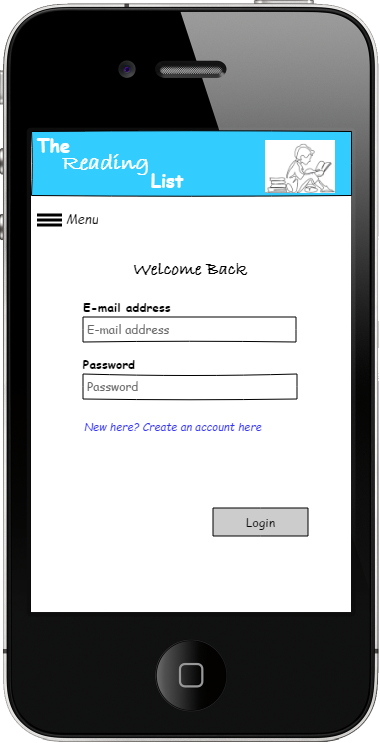 The
Reading
List
Menu
Welcome Back
E-mail address
E-mail address
Password
Password
New here? Create an account here
Login